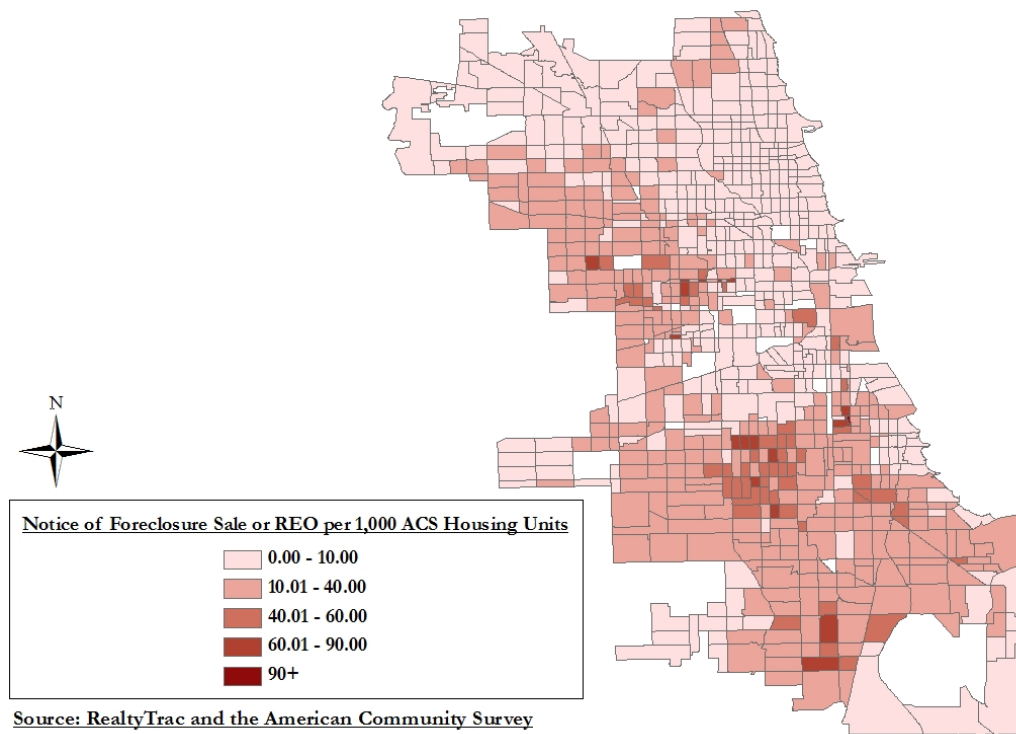 N
Notice of Foreclosure Sale or REO per 1,000 ACS Housing Units
0.00 - 10.00
10.01 - 40.00
40.01 - 60.00
60.01 - 90.00
90+
Source: RealtyTrac and the American Community Survey